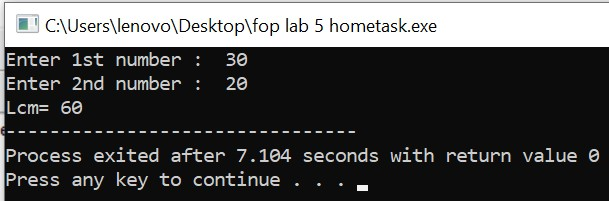 C:\Users\lenovo\Desktop\fop lab 5 hometask.exe
Enter 1st number :  30
Enter 2nd number :  20
Lcm= 60
--------------------------------
Process exited after 7.104 seconds with return value 0
Press any key to continue . . .